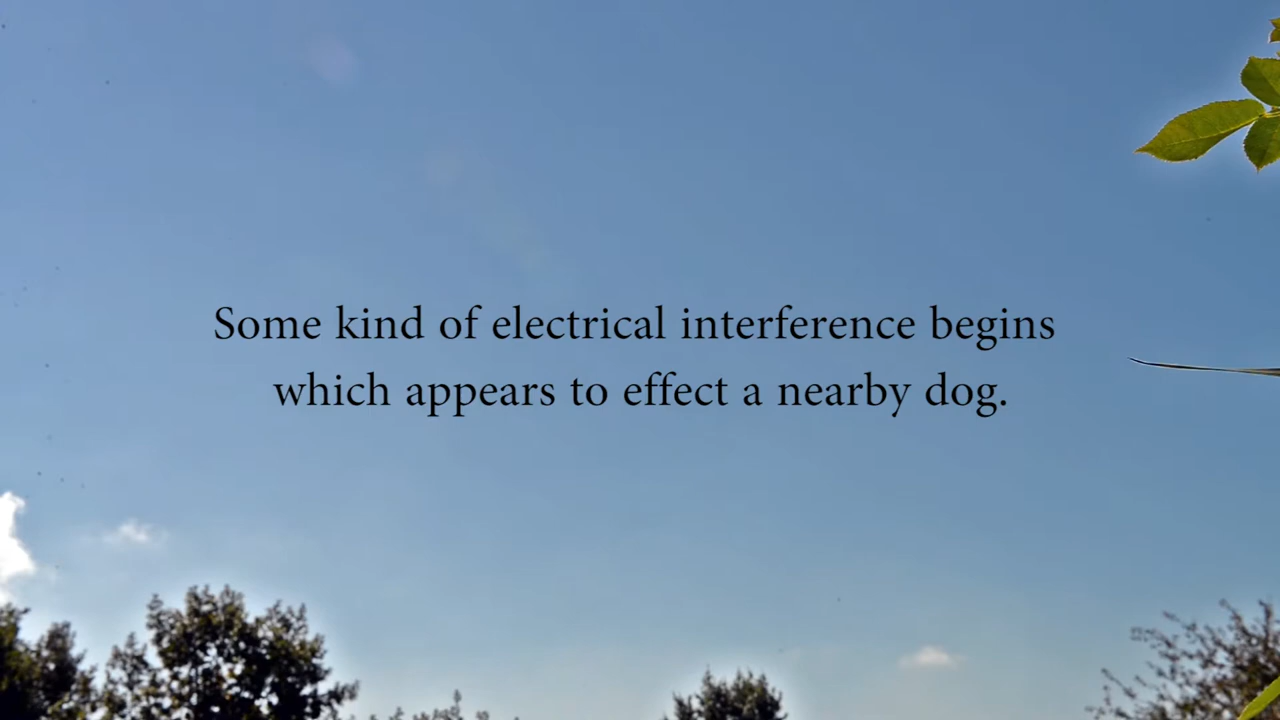 Some kind of electrical interference begins
which appears to effect a nearby dog.